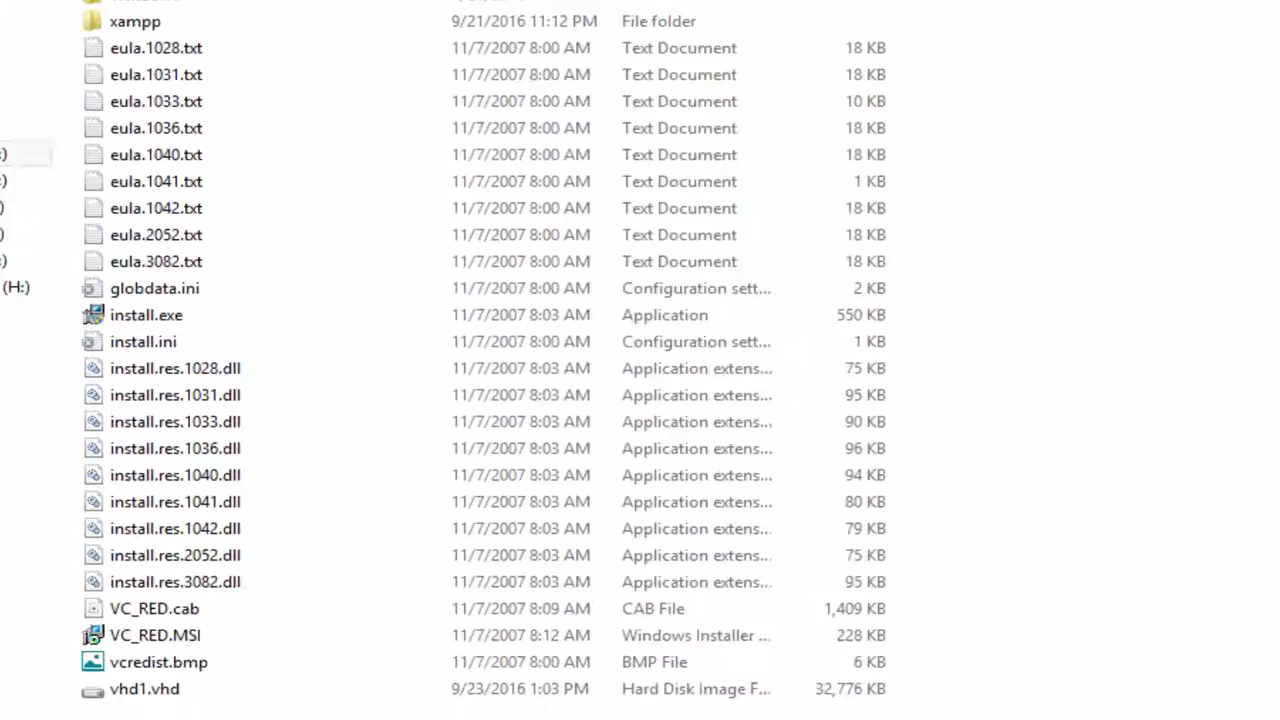 xampp 9/21/2016 11:12 PM File folder
eula.1028.txt 11/7/2007 8:00 AM Text Document 18 KB
eula.1031.txt 11/7/2007 8:00 AM Text Document 18 KB
eula.1033.txt 11/7/2007 8:00 AM Text Document 10 KB
eula.1036.txt 11/7/2007 8:00 AM Text Document 18 KB
:) eula.1040.txt 11/7/2007 8:00 AM Text Document 18 KB
:) eula.1041.txt 11/7/2007 8:00 AM Text Document 1 KB
) eula.1042.txt 11/7/2007 8:00 AM Text Document 18 KB
) eula.2052.txt 11/7/2007 8:00 AM Text Document 18 KB
:) eula.3082.txt 11/7/2007 8:00 AM Text Document 18 KB
(H:) globdata.ini 11/7/2007 8:00 AM Configuration sett... 2 KB
install.exe 11/7/2007 8:03 AM Application 550 KB
install.ini 11/7/2007 8:00 AM Configuration sett... 1 KB
install.res.1028.dll 11/7/2007 8:03 AM Application extens... 75 KB
install.res.1031.dll 11/7/2007 8:03 AM Application extens... 95 KB
install.res.1033.dll 11/7/2007 8:03 AM Application extens... 90 KB
install.res.1036.dll 11/7/2007 8:03 AM Application extens... 96 KB
install.res.1040.dll 11/7/2007 8:03 AM Application extens... 94 KB
install.res.1041.dll 11/7/2007 8:03 AM Application extens... 80 KB
install.res.1042.dll 11/7/2007 8:03 AM Application extens... 79 KB
install.res.2052.dll 11/7/2007 8:03 AM Application extens... 75 KB
install.res.3082.dll 11/7/2007 8:03 AM Application extens... 95 KB
VC_RED.cab 11/7/2007 8:09 AM CAB File 1,409 KB
VC_RED.MSI 11/7/2007 8:12 AM Windows Installer ... 228 KB
vcredist.bmp 11/7/2007 8:00 AM BMP File 6 KB
vhd1.vhd 9/23/2016 1:03 PM Hard Disk Image F... 32,776 KB